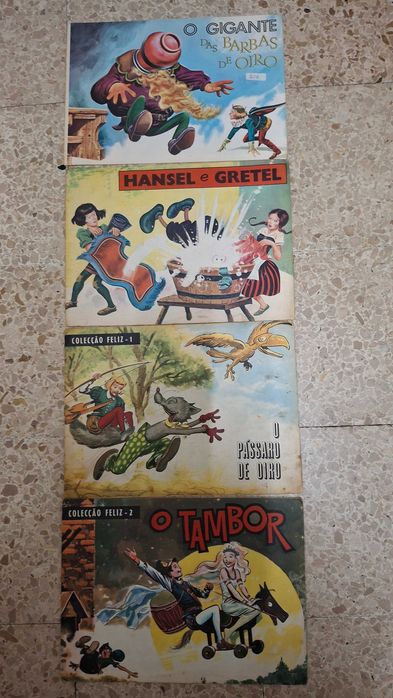 O GIGANTE
DAS BARBAS
DE OIRO
HANSEL e GRETEL
COLECÇÃO FELIZ-1
O
PÁSSARO
DE OIRO
COLECÇÃO FELIZ-2
O TAMBOR